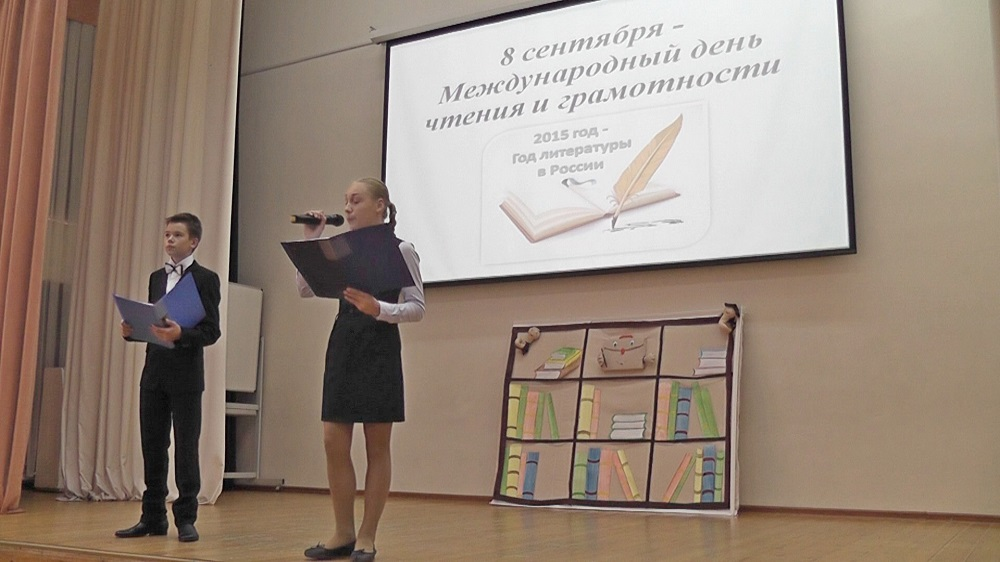 8 сентября -
Международный день
чтения и грамотности
2015 год -
Год литературы
в России